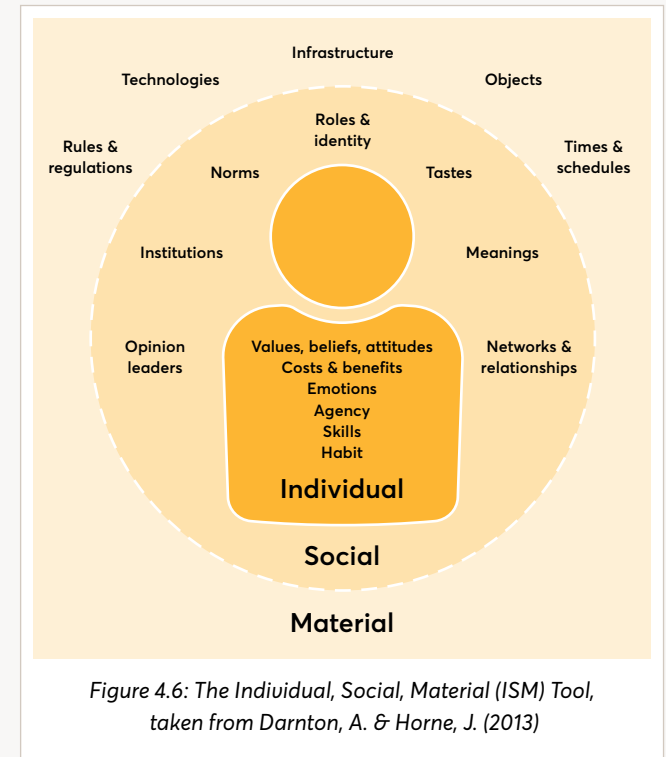 Infrastructure
Technologies
Objects
Roles &
identity
Rules &
regulations
Times &
schedules
Norms
Tastes
Institutions
Meanings
Opinion
leaders
Values, beliefs, attitudes
Costs & benefits
Emotions
Agency
Skills
Habit
Networks &
relationships
Individual
Social
Material
Figure 4.6: The Individual, Social, Material (ISM) Tool,
taken from Darnton, A. & Horne, J. (2013)